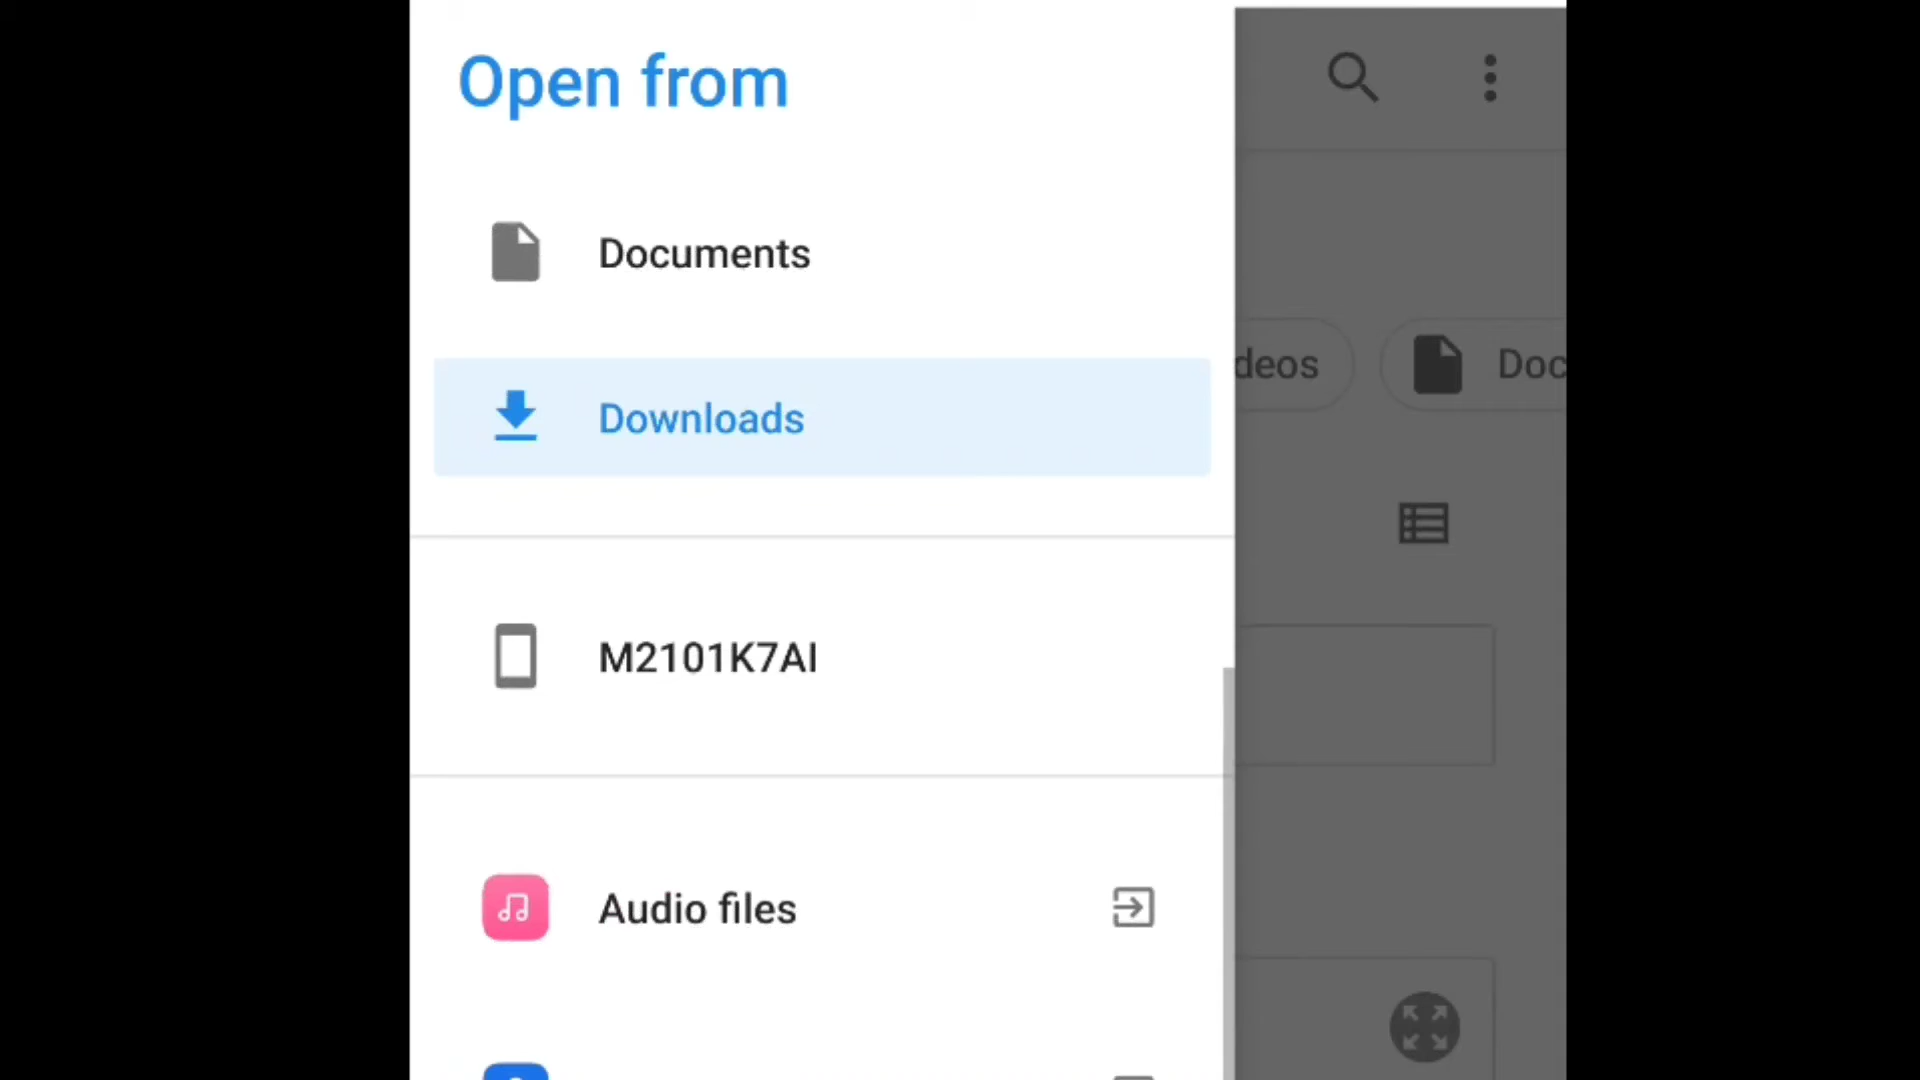 Open from
Documents
Downloads
deos
Doc
M2101K7AI
Audio files